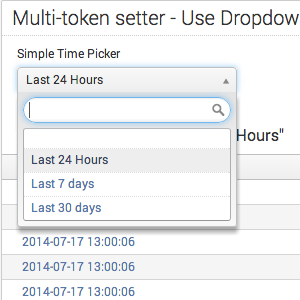 Multi-token setter - Use Dropdow
Simple Time Picker
Last 24 Hours
Hours"
Last 24 Hours
Last 7 days
Last 30 days
2014-07-17 13:00:06
2014-07-17 13:00:06
2014-07-17 13:00:06